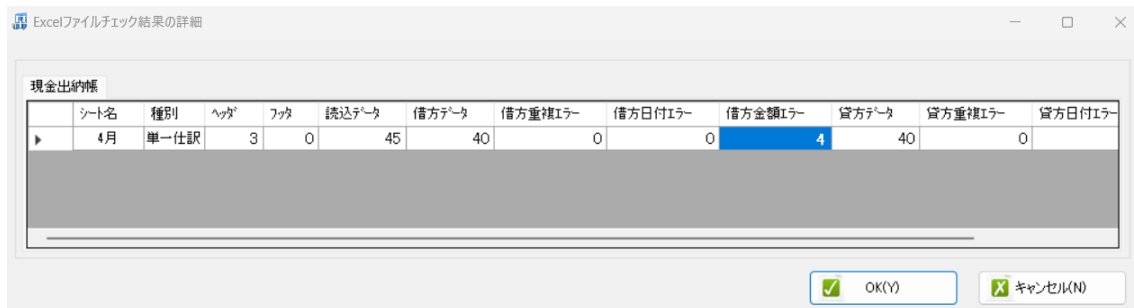 Excelファイルチェック結果の詳細
現金出納帳
ｼｰﾄ名 種別 ﾍｯﾀﾞ ﾌｯﾀ 読込ﾃﾞｰﾀ 借方ﾃﾞｰﾀ 借方重複ｴﾗｰ 借方日付ｴﾗｰ 借方金額ｴﾗｰ 貸方ﾃﾞｰﾀ 貸方重複ｴﾗｰ 貸方日付ｴﾗｰ
4月 単一仕訳 3 0 45 40 0 0 4 40 0
OK(Y) キャンセル(N)